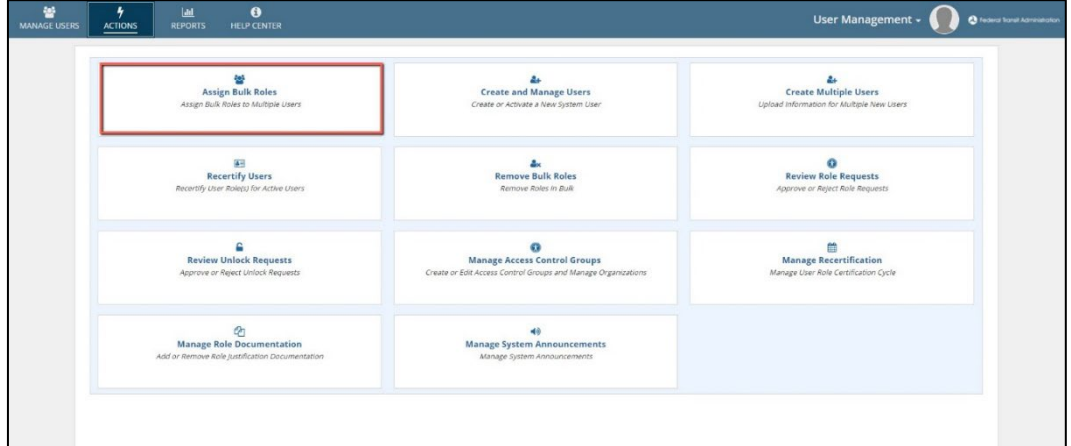 MANAGE USERS
ACTIONS
REPORTS
HELP CENTER
User Management
Federal Transit Administration
Assign Bulk Roles
Assign Bulk Roles to Multiple Users
Create and Manage Users
Create or Activate a New System User
Create Multiple Users
Upload Information for Multiple New Users
Recertify Users
Recertify User Role(s) for Active Users
Remove Bulk Roles
Remove Roles in Bulk
Review Role Requests
Approve or Reject Role Requests
Review Unlock Requests
Approve or Reject Unlock Requests
Manage Access Control Groups
Create or Edit Access Control Groups and Manage Organizations
Manage Recertification
Manage User Role Certification Cycle
Manage Role Documentation
Add or Remove Role Justification Documentation
Manage System Announcements
Manage System Announcements